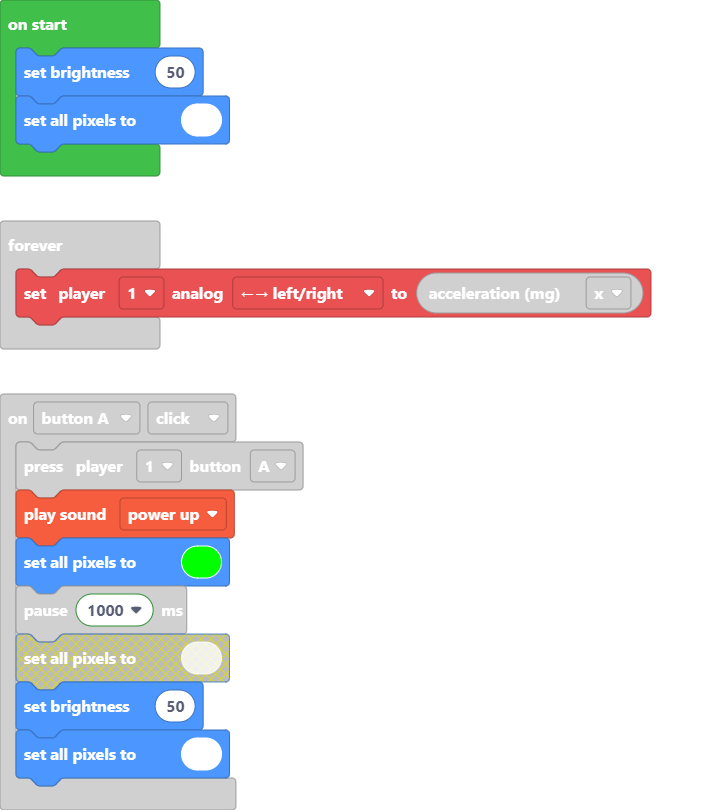 on start
set brightness 50
set all pixels to
forever
set player 1 analog ←→ left/right to acceleration (mg) x
on button A click
press player 1 button A
play sound power up
set all pixels to
pause 1000 ms
set all pixels to
set brightness 50
set all pixels to